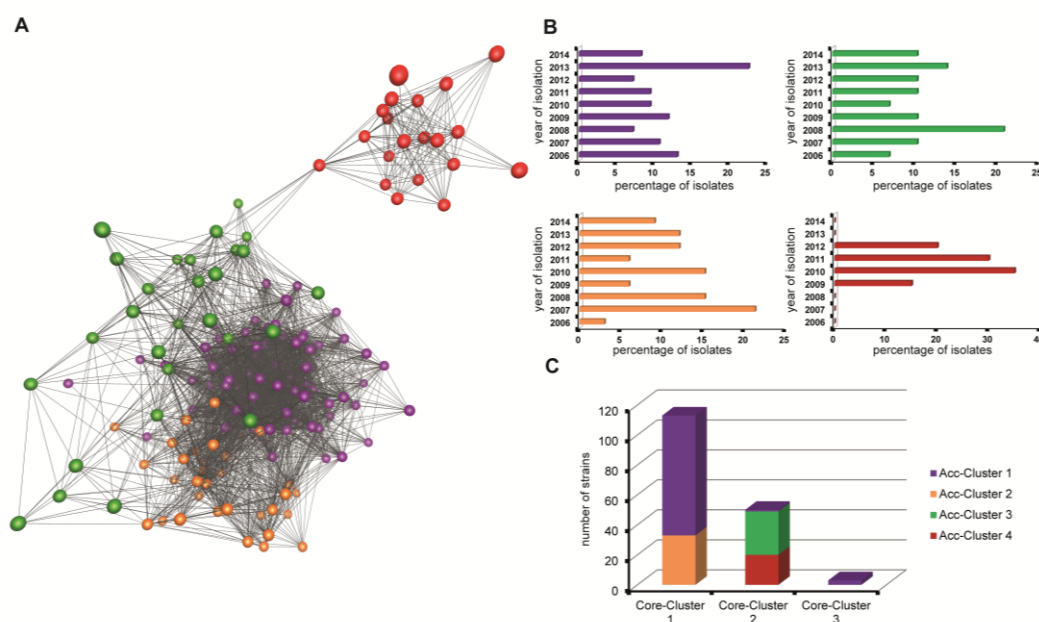 A
B
2014
2013
2012
2011
2010
2009
2008
2007
2006
year of isolation
0 5 10 15 20 25
percentage of isolates
2014
2013
2012
2011
2010
2009
2008
2007
2006
year of isolation
0 5 10 15 20 25
percentage of isolates
2014
2013
2012
2011
2010
2009
2008
2007
2006
year of isolation
0 5 10 15 20 25
percentage of isolates
2014
2013
2012
2011
2010
2009
2008
2007
2006
year of isolation
0 10 20 30 40
percentage of isolates
C
120
100
80
60
40
20
0
number of strains
Core-Cluster 1
Core-Cluster 2
Core-Cluster 3
Acc-Cluster 1
Acc-Cluster 2
Acc-Cluster 3
Acc-Cluster 4